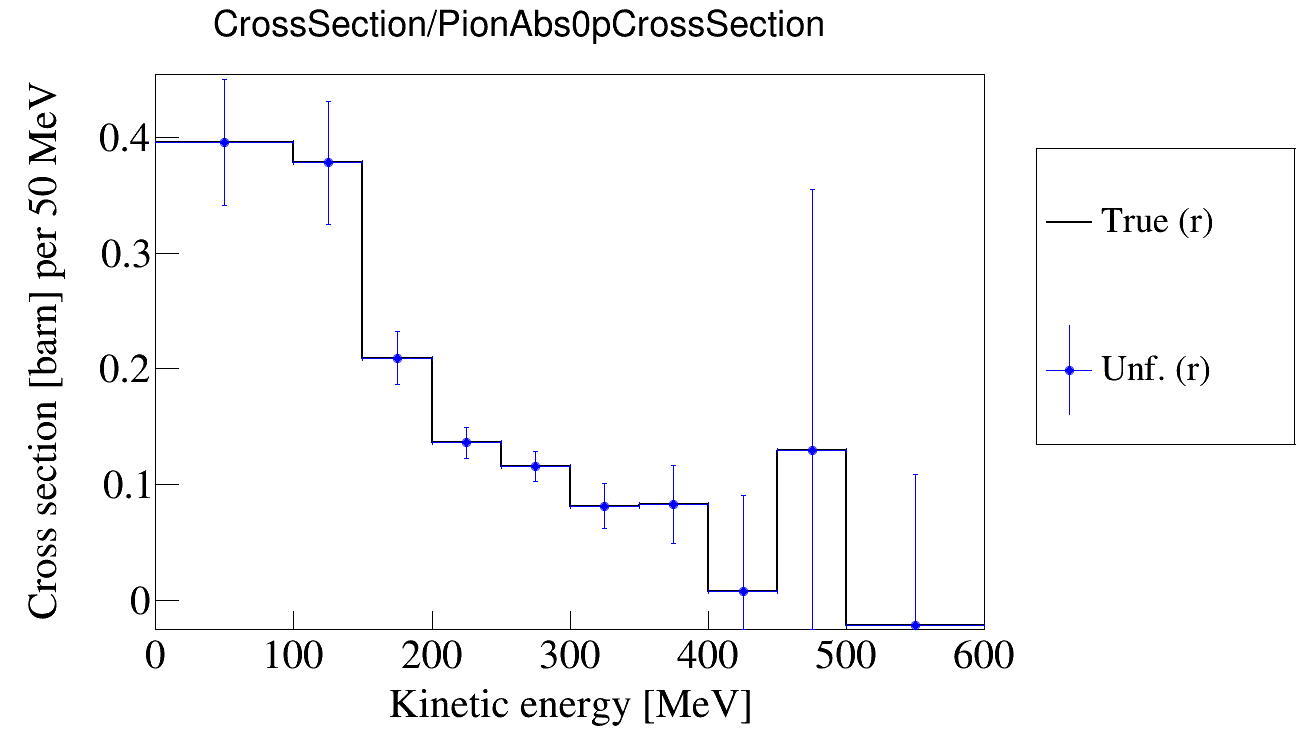 CrossSection/PionAbs0pCrossSection
Cross section [barn] per 50 MeV
0.4
0.3
0.2
0.1
0
0 100 200 300 400 500 600
Kinetic energy [MeV]
True (r)
Unf. (r)